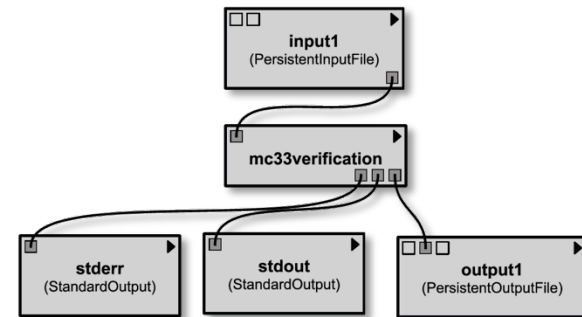 input1
(PersistentInputFile)
mc33verification
stderr
(StandardOutput)
stdout
(StandardOutput)
output1
(PersistentOutputFile)